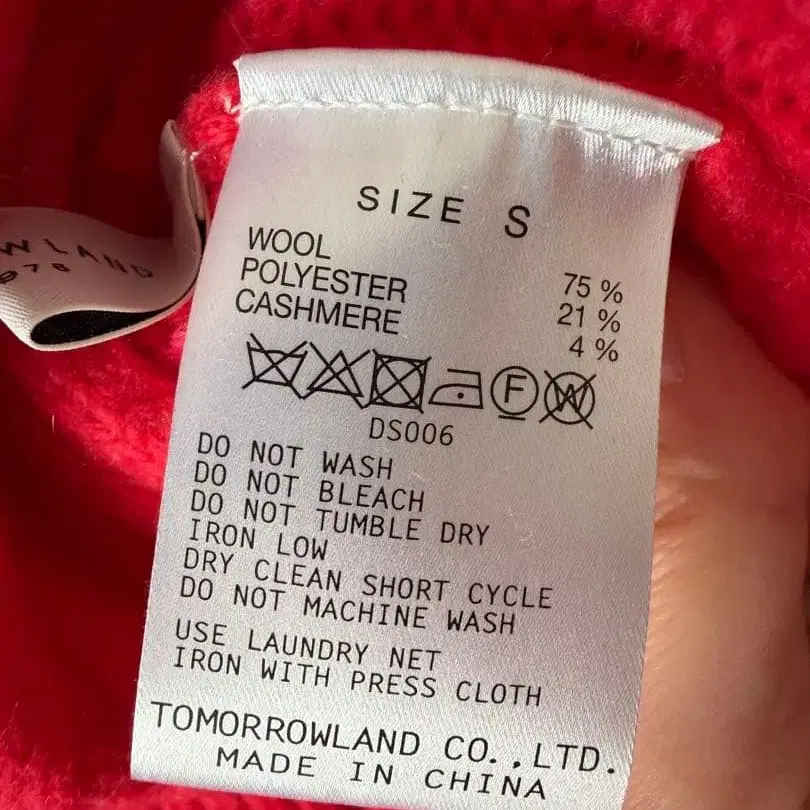 SIZE S
WOOL 75 %
POLYESTER 21 %
CASHMERE 4 %
F W
DS006
DO NOT WASH
DO NOT BLEACH
DO NOT TUMBLE DRY
IRON LOW
DRY CLEAN SHORT CYCLE
DO NOT MACHINE WASH
USE LAUNDRY NET
IRON WITH PRESS CLOTH
TOMORROWLAND CO.,LTD.
MADE IN CHINA
WLAND